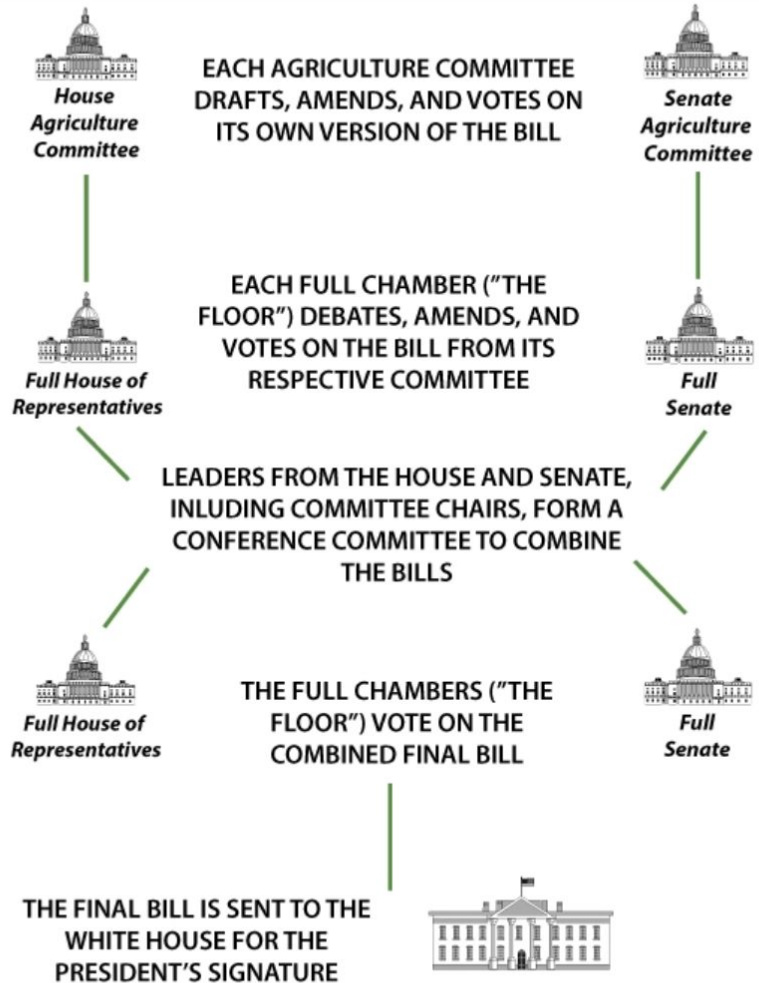 House
Agriculture
Committee
EACH AGRICULTURE COMMITTEE
DRAFTS, AMENDS, AND VOTES ON
ITS OWN VERSION OF THE BILL
Senate
Agriculture
Committee
Full House of
Representatives
EACH FULL CHAMBER ("THE
FLOOR") DEBATES, AMENDS, AND
VOTES ON THE BILL FROM ITS
RESPECTIVE COMMITTEE
Full
Senate
LEADERS FROM THE HOUSE AND SENATE,
INLUDING COMMITTEE CHAIRS, FORM A
CONFERENCE COMMITTEE TO COMBINE
THE BILLS
Full House of
Representatives
THE FULL CHAMBERS ("THE
FLOOR") VOTE ON THE
COMBINED FINAL BILL
Full
Senate
THE FINAL BILL IS SENT TO THE
WHITE HOUSE FOR THE
PRESIDENT'S SIGNATURE